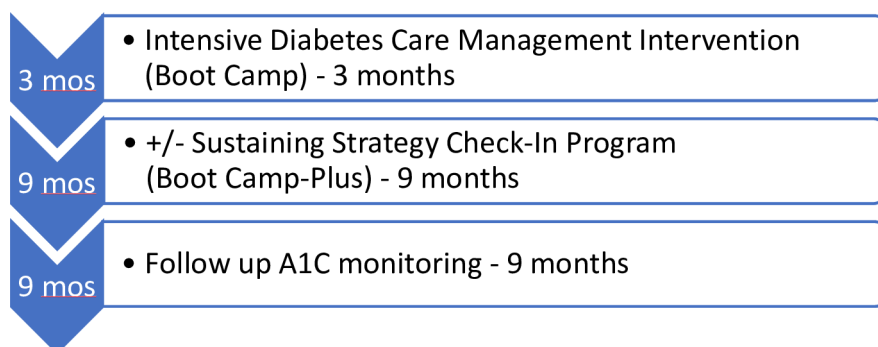 3 mos
• Intensive Diabetes Care Management Intervention
(Boot Camp) - 3 months
9 mos
• +/- Sustaining Strategy Check-In Program
(Boot Camp-Plus) - 9 months
9 mos
• Follow up A1C monitoring - 9 months